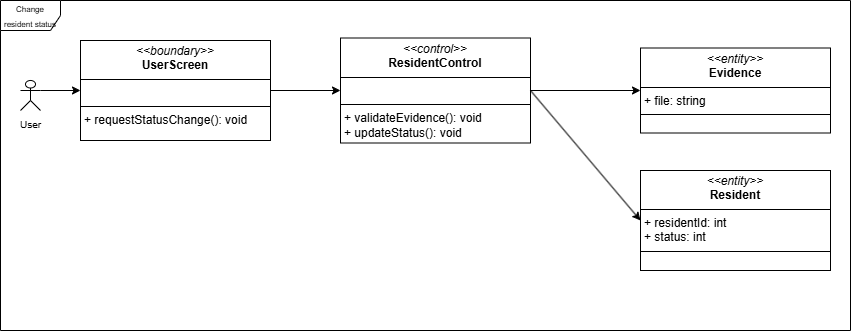 Change
resident status
User
<<boundary>>
UserScreen
+ requestStatusChange(): void
<<control>>
ResidentControl
+ validateEvidence(): void
+ updateStatus(): void
<<entity>>
Evidence
+ file: string
<<entity>>
Resident
+ residentId: int
+ status: int